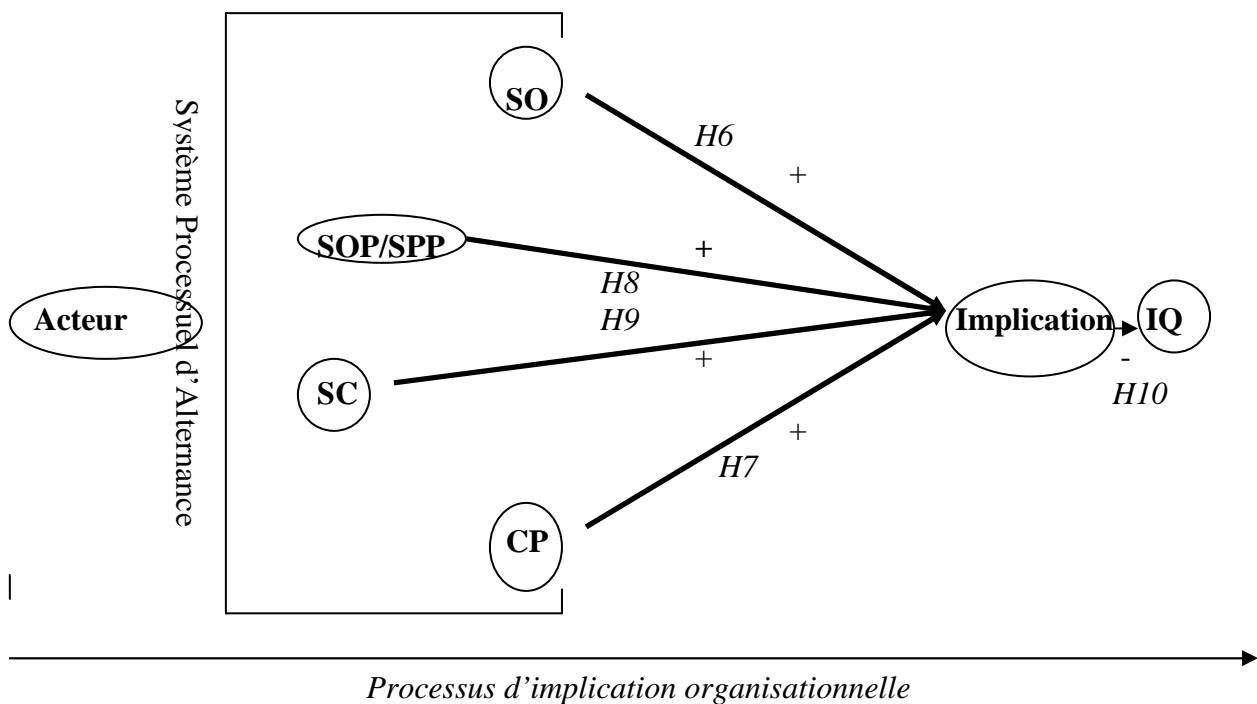 SO
H6
+
Système Processuel d'Alternance
SOP/SPP
+
H8
H9
Acteur
Implication
IQ
+
-
SC
H10
+
H7
CP
Processus d'implication organisationnelle